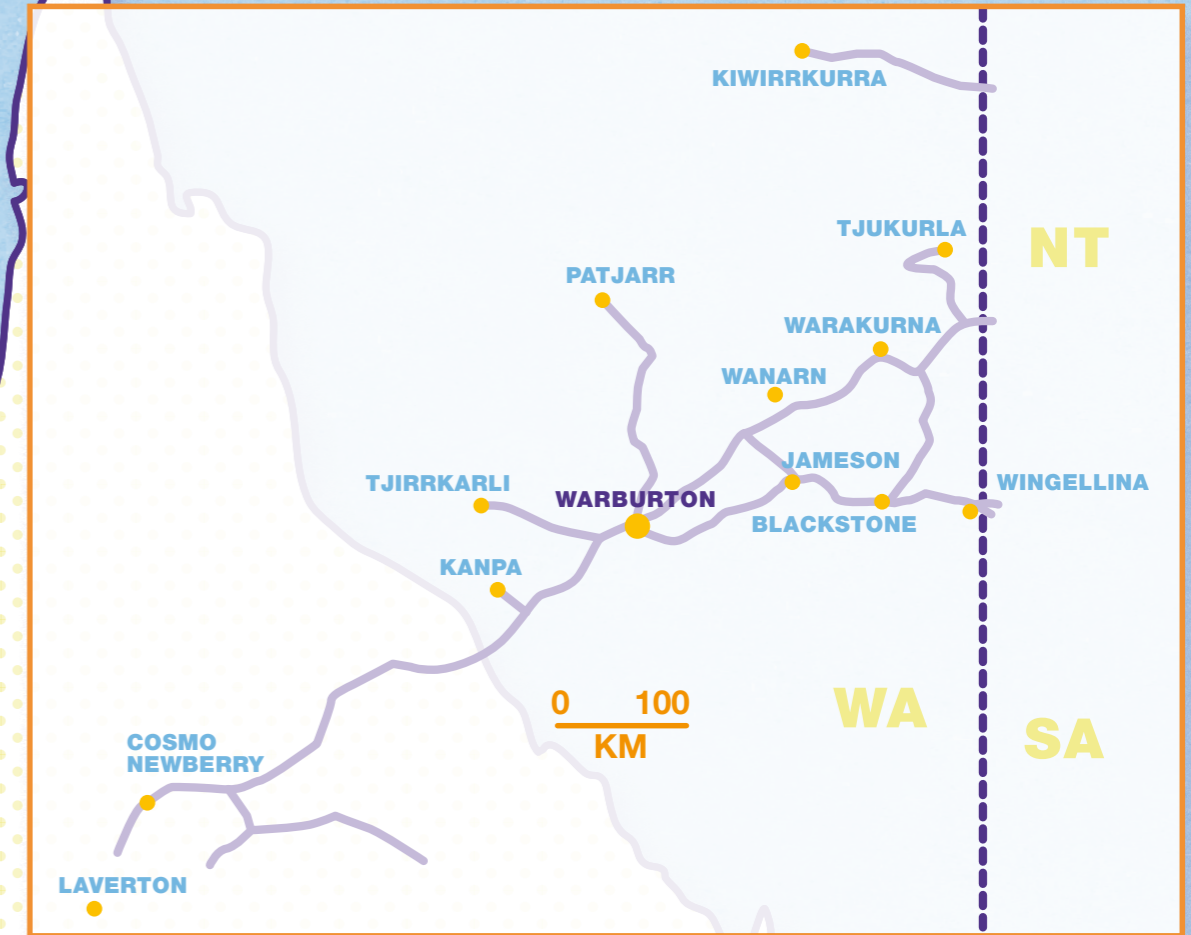 KIWIRRKURRA
TJUKURLA
NT
PATJARR
WARAKURNA
WANARN
JAMESON
TJIRRKARLI
WARBURTON
WINGELLINA
BLACKSTONE
KANPA
0 100
KM
WA
SA
COSMO
NEWBERRY
LAVERTON